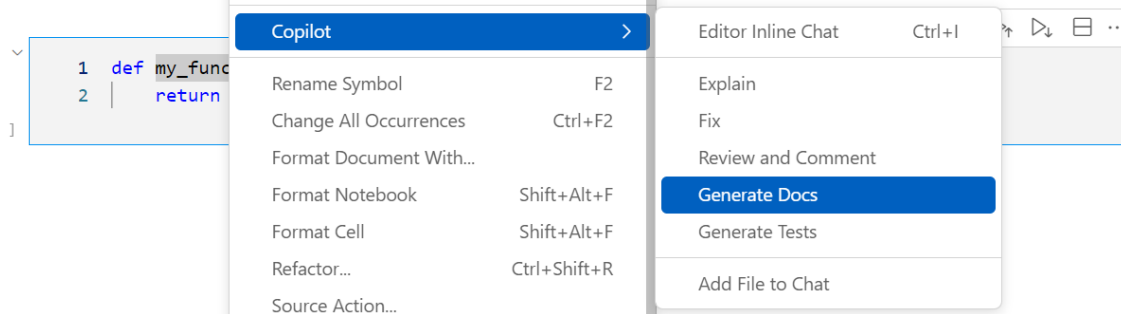 Copilot
Editor Inline Chat Ctrl+I
1 def my_func
2 return
Rename Symbol F2
Change All Occurrences Ctrl+F2
Format Document With...
Format Notebook Shift+Alt+F
Format Cell Shift+Alt+F
Refactor... Ctrl+Shift+R
Source Action...
Explain
Fix
Review and Comment
Generate Docs
Generate Tests
Add File to Chat
]